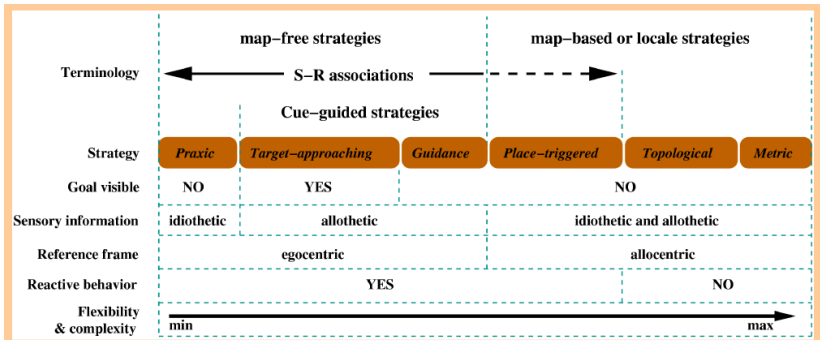 map-free strategies map-based or locale strategies
Terminology S-R associations
Cue-guided strategies
Strategy Praxic Target-approaching Guidance Place-triggered Topological Metric
Goal visible NO YES NO
Sensory information idiothetic allothetic idiothetic and allothetic
Reference frame egocentric allocentric
Reactive behavior YES NO
Flexibility
& complexity min max